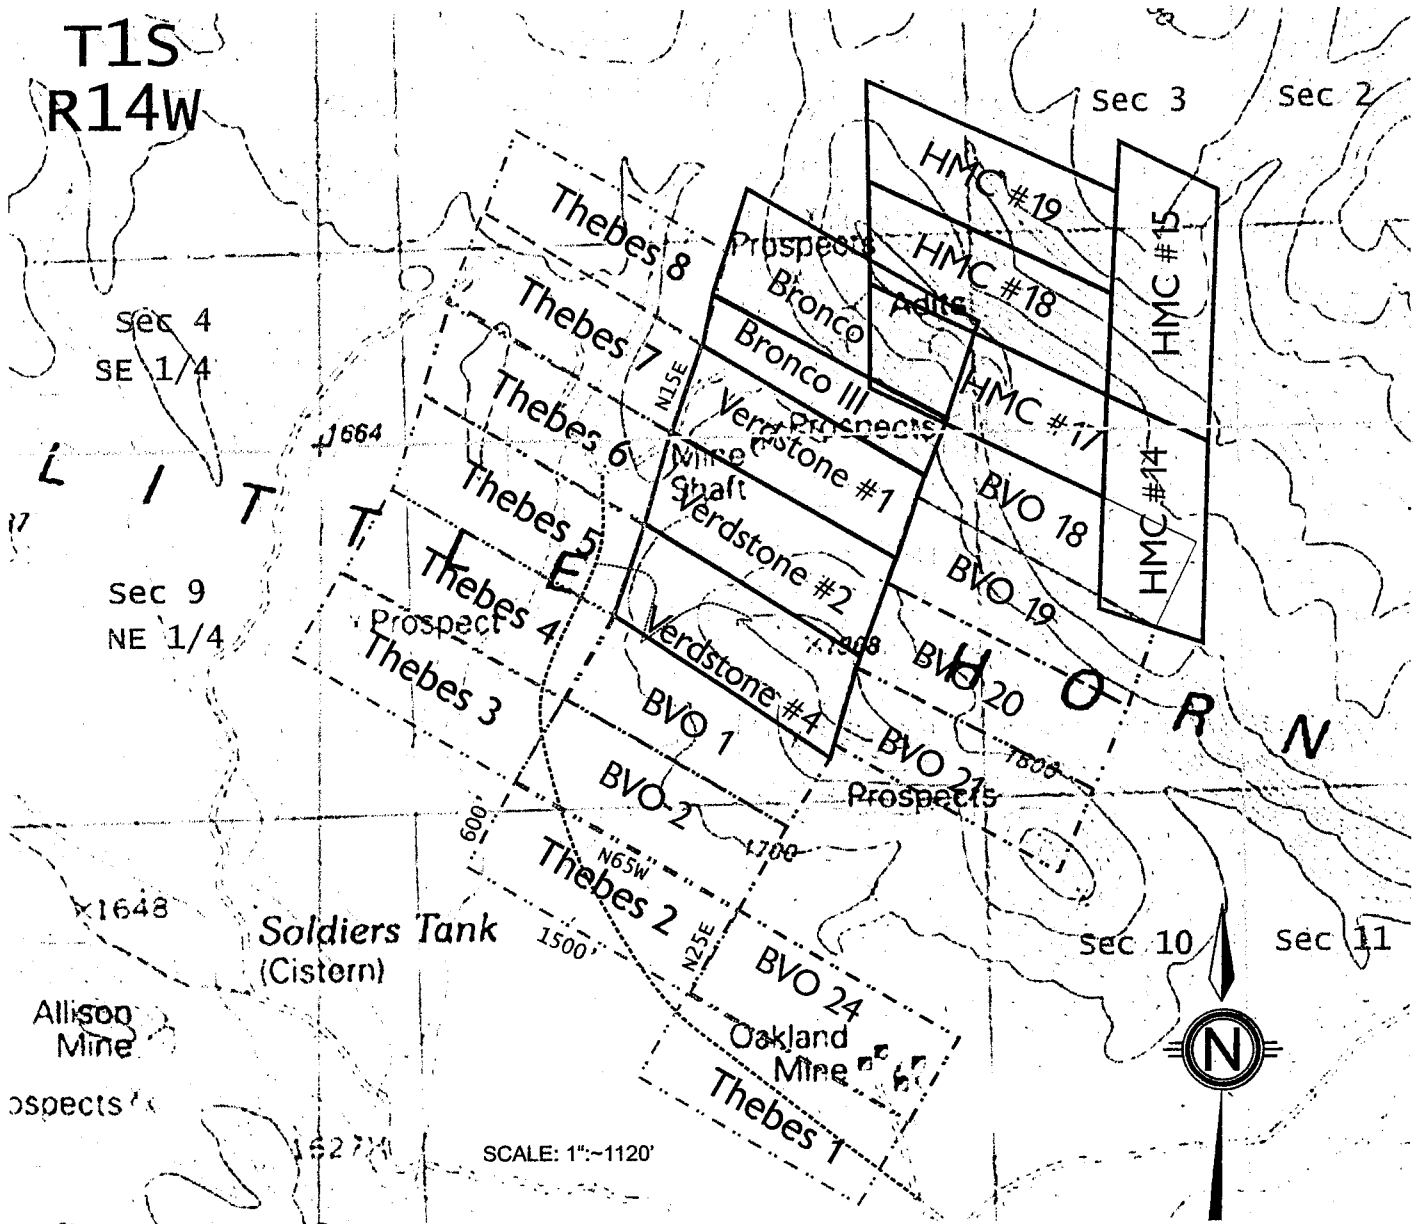 T1S
R14W
Sec 3
Sec 2
HMC #19
HMC #15
Thebes 8
Prospects
HMC #18
Bronco
Adits
Thebes 7
Sec 4
SE 1/4
Bronco III
N15E
HMC #17
Verdstone #1
Prospects
Thebes 6
1664
Mine
Shaft
HMC #14
BVO 18
LITTLE HORN
Thebes 5
Verdstone #2
Sec 9
NE 1/4
BVO 19
Thebes 4
Prospect
Verdstone #4
1908
BVO 20
Thebes 3
BVO 1
BVO 21
1800
BVO 2
Prospects
600'
1700
N65W
Thebes 2
1648
Soldiers Tank
(Cistern)
1500'
N25E
Sec 10
Sec 11
BVO 24
Allison
Mine
Oakland
Mine
N
ospects
Thebes 1
1627
SCALE: 1":~1120'